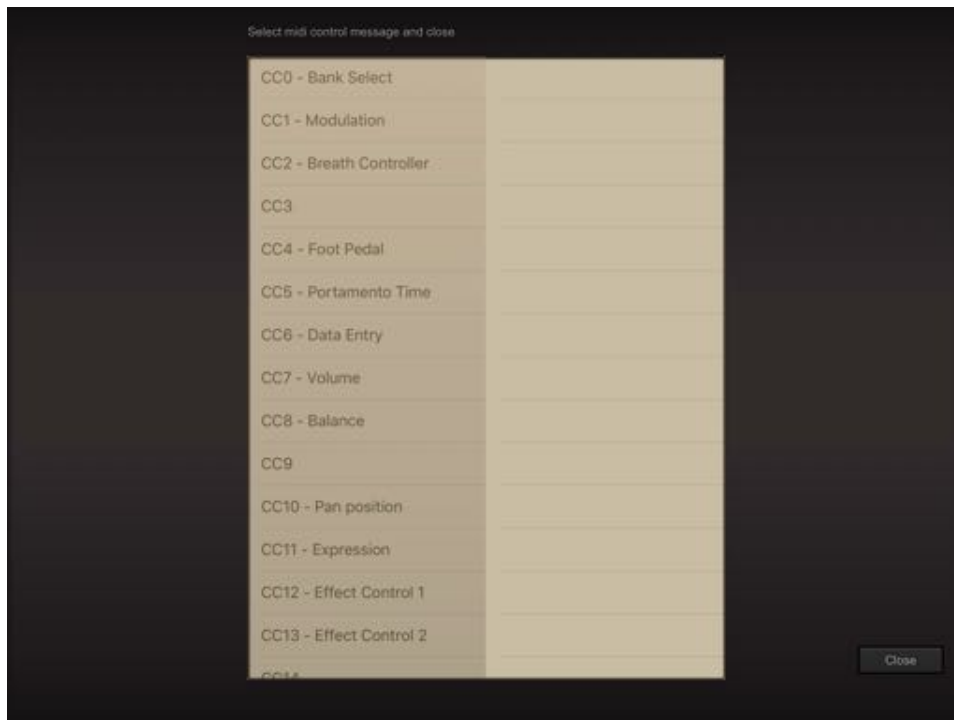 Select midi control message and close
CC0 - Bank Select
CC1 - Modulation
CC2 - Breath Controller
CC3
CC4 - Foot Pedal
CC5 - Portamento Time
CC6 - Data Entry
CC7 - Volume
CC8 - Balance
CC9
CC10 - Pan position
CC11 - Expression
CC12 - Effect Control 1
CC13 - Effect Control 2
CC14
Close